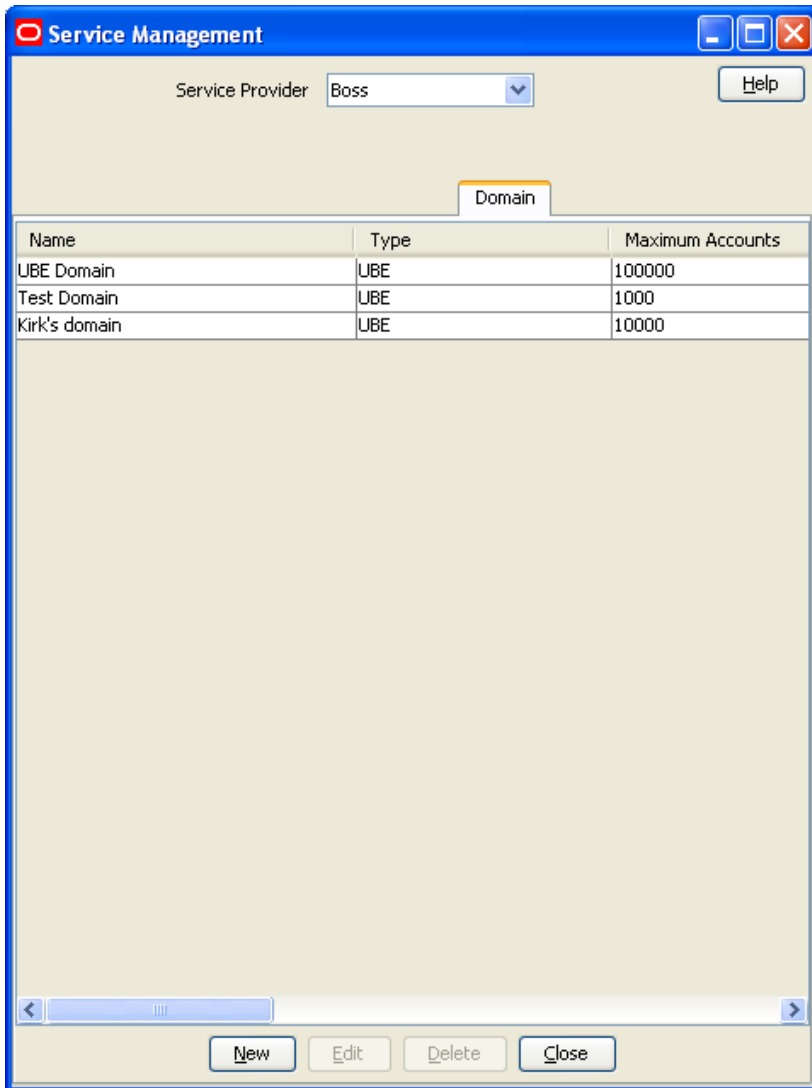 Service Management
Service Provider Boss Help
Domain
Name Type Maximum Accounts
UBE Domain UBE 100000
Test Domain UBE 1000
Kirk's domain UBE 10000
New Edit Delete Close